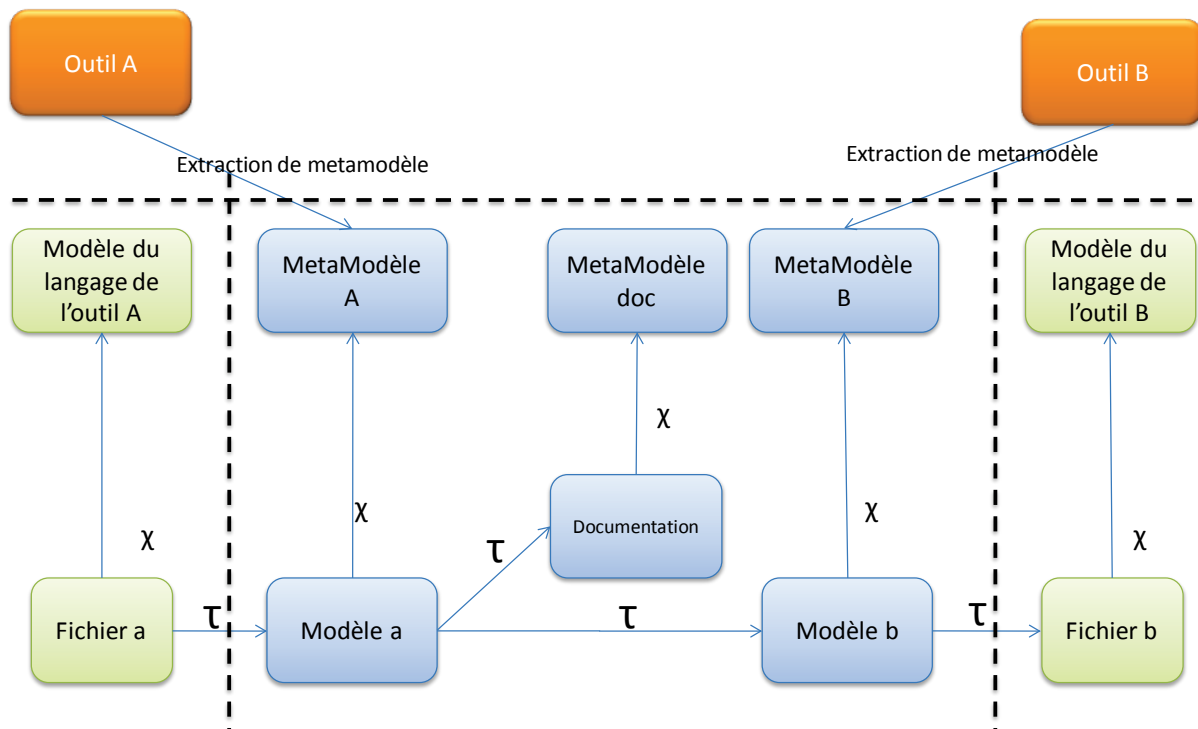 Outil A
Outil B
Extraction de metamodèle
Extraction de metamodèle
Modèle du
langage de
l'outil A
MetaModèle
A
MetaModèle
doc
MetaModèle
B
Modèle du
langage de
l'outil B
χ
χ
χ
χ
χ
Documentation
τ
Fichier a
τ
Modèle a
τ
Modèle b
τ
Fichier b